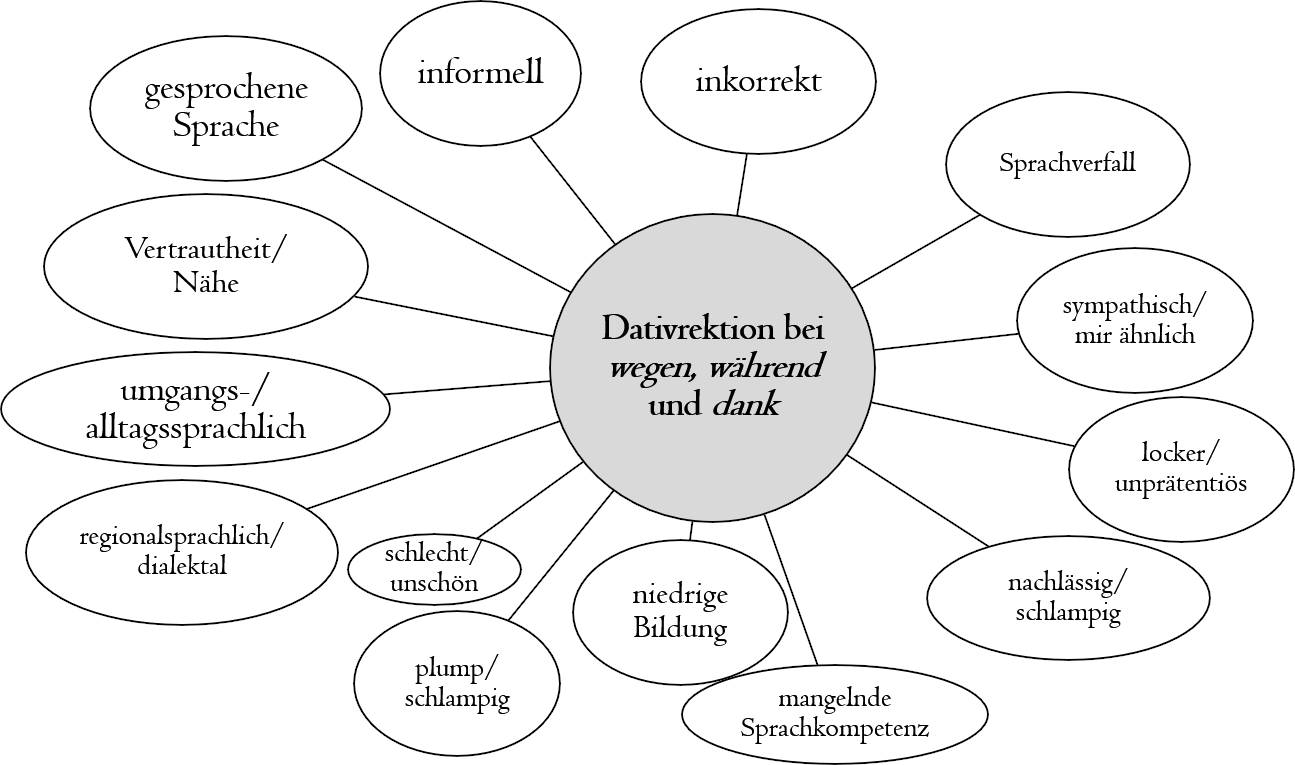 informell
inkorrekt
gesprochene
Sprache
Sprachverfall
Vertrautheit/
Nähe
sympathisch/
mir ähnlich
Dativrektion bei
wegen, während
und dank
umgangs-/
alltagssprachlich
locker/
unprätentiös
regionalsprachlich/
dialektal
schlecht/
unschön
niedrige
Bildung
nachlässig/
schlampig
plump/
schlampig
mangelnde
Sprachkompetenz